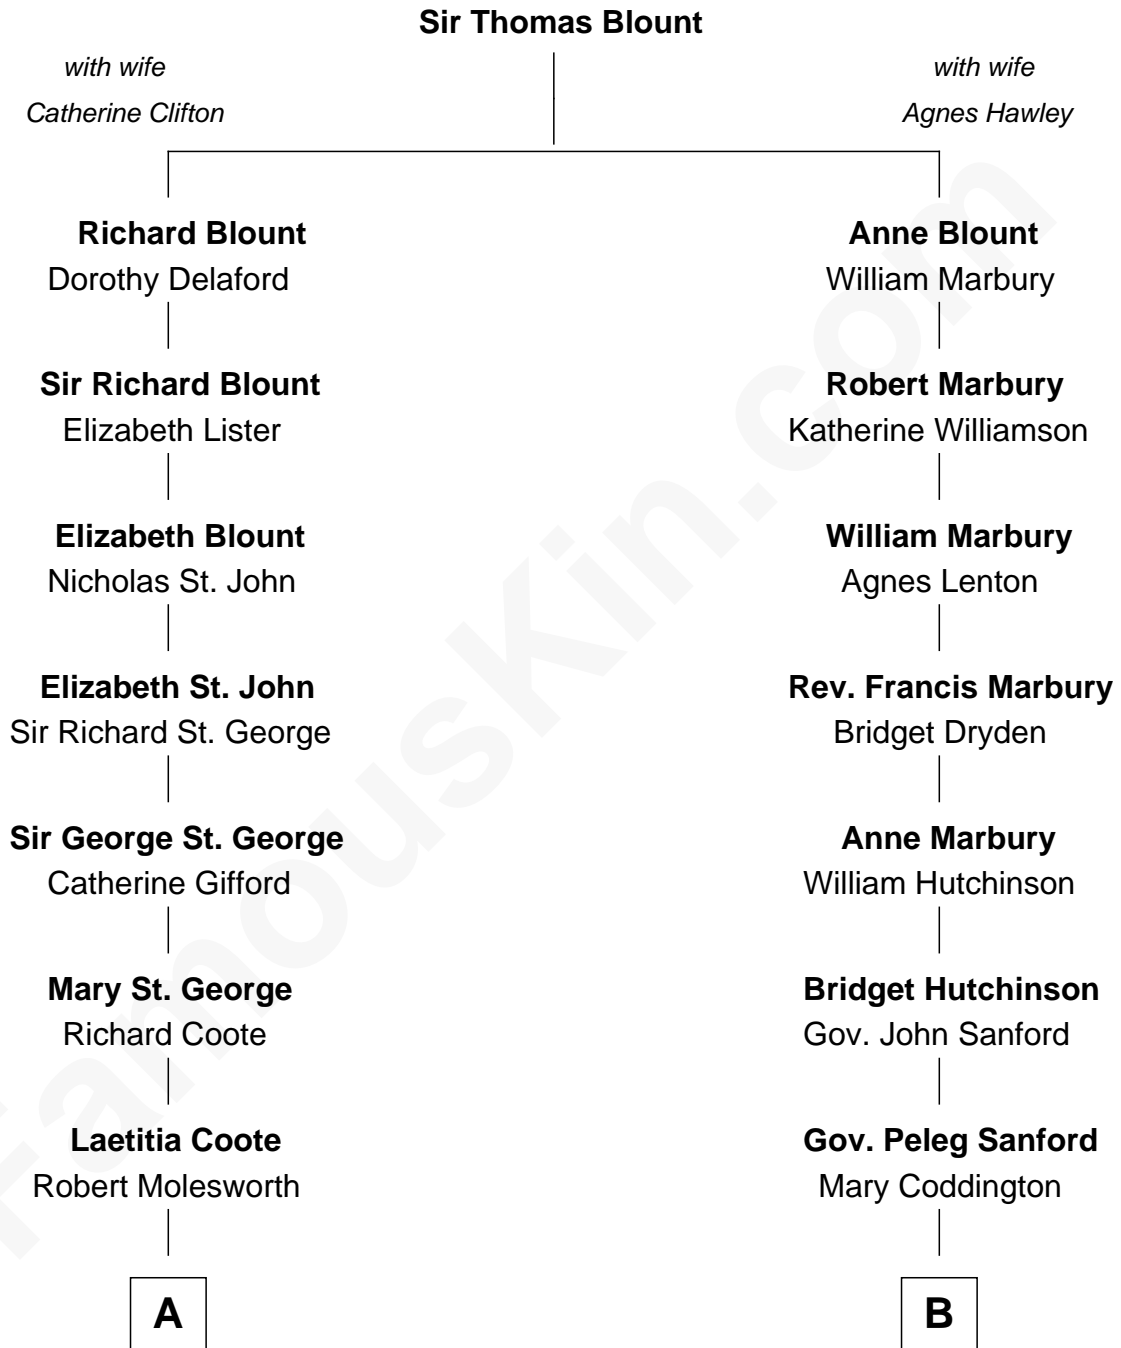 Sir Thomas Blount
with wife
Catherine Clifton
with wife
Agnes Hawley
Richard Blount
Dorothy Delaford
Anne Blount
William Marbury
Sir Richard Blount
Elizabeth Lister
Robert Marbury
Katherine Williamson
Elizabeth Blount
Nicholas St. John
William Marbury
Agnes Lenton
Elizabeth St. John
Sir Richard St. George
Rev. Francis Marbury
Bridget Dryden
Sir George St. George
Catherine Gifford
Anne Marbury
William Hutchinson
Mary St. George
Richard Coote
Bridget Hutchinson
Gov. John Sanford
Laetitia Coote
Robert Molesworth
Gov. Peleg Sanford
Mary Coddington
A
B
FamousKin.com